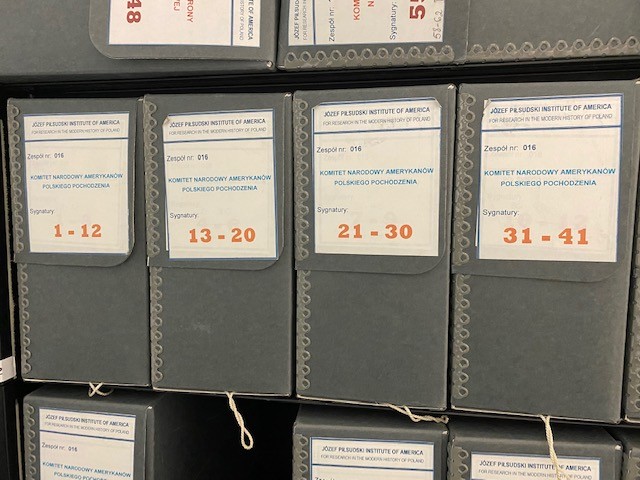 48
JÓZEF PIŁSUDSKI INSTITUTE OF AMERICA
FOR RESEARCH IN THE MODERN HISTORY OF POLAND
Zespół nr: 016
KOMITET NARODOWY AMERYKANÓW
POLSKIEGO POCHODZENIA
Sygnatury:
1 - 12
JÓZEF PIŁSUDSKI INSTITUTE OF AMERICA
FOR RESEARCH IN THE MODERN HISTORY OF POLAND
Zespół nr: 016
KOMITET NARODOWY AMERYKANÓW
POLSKIEGO POCHODZENIA
Sygnatury:
13 - 20
JÓZEF PIŁSUDSKI INSTITUTE OF AMERICA
FOR RESEARCH IN THE MODERN HISTORY OF POLAND
Zespół nr: 016
KOMITET NARODOWY AMERYKANÓW
POLSKIEGO POCHODZENIA
Sygnatury:
21 - 30
JÓZEF PIŁSUDSKI INSTITUTE OF AMERICA
FOR RESEARCH IN THE MODERN HISTORY OF POLAND
Zespół nr: 016
KOMITET NARODOWY AMERYKANÓW
POLSKIEGO POCHODZENIA
Sygnatury:
31 - 41
JÓZEF PIŁSUDSKI INSTITUTE OF AMERICA
FOR RESEARCH IN THE MODERN HISTORY OF POLAND
Zespół nr: 016
KOMITET NARODOWY AMERYKANÓW
POLSKIEGO POCHODZENIA
JÓZEF PIŁSUDSKI INSTITUTE OF AMERICA
FOR RESEARCH IN THE MODERN HISTORY OF POLAND
JÓZEF PIŁSUDSKI INSTITUTE OF AMERICA
FOR RESEARCH IN THE MODERN HISTORY OF POLAND